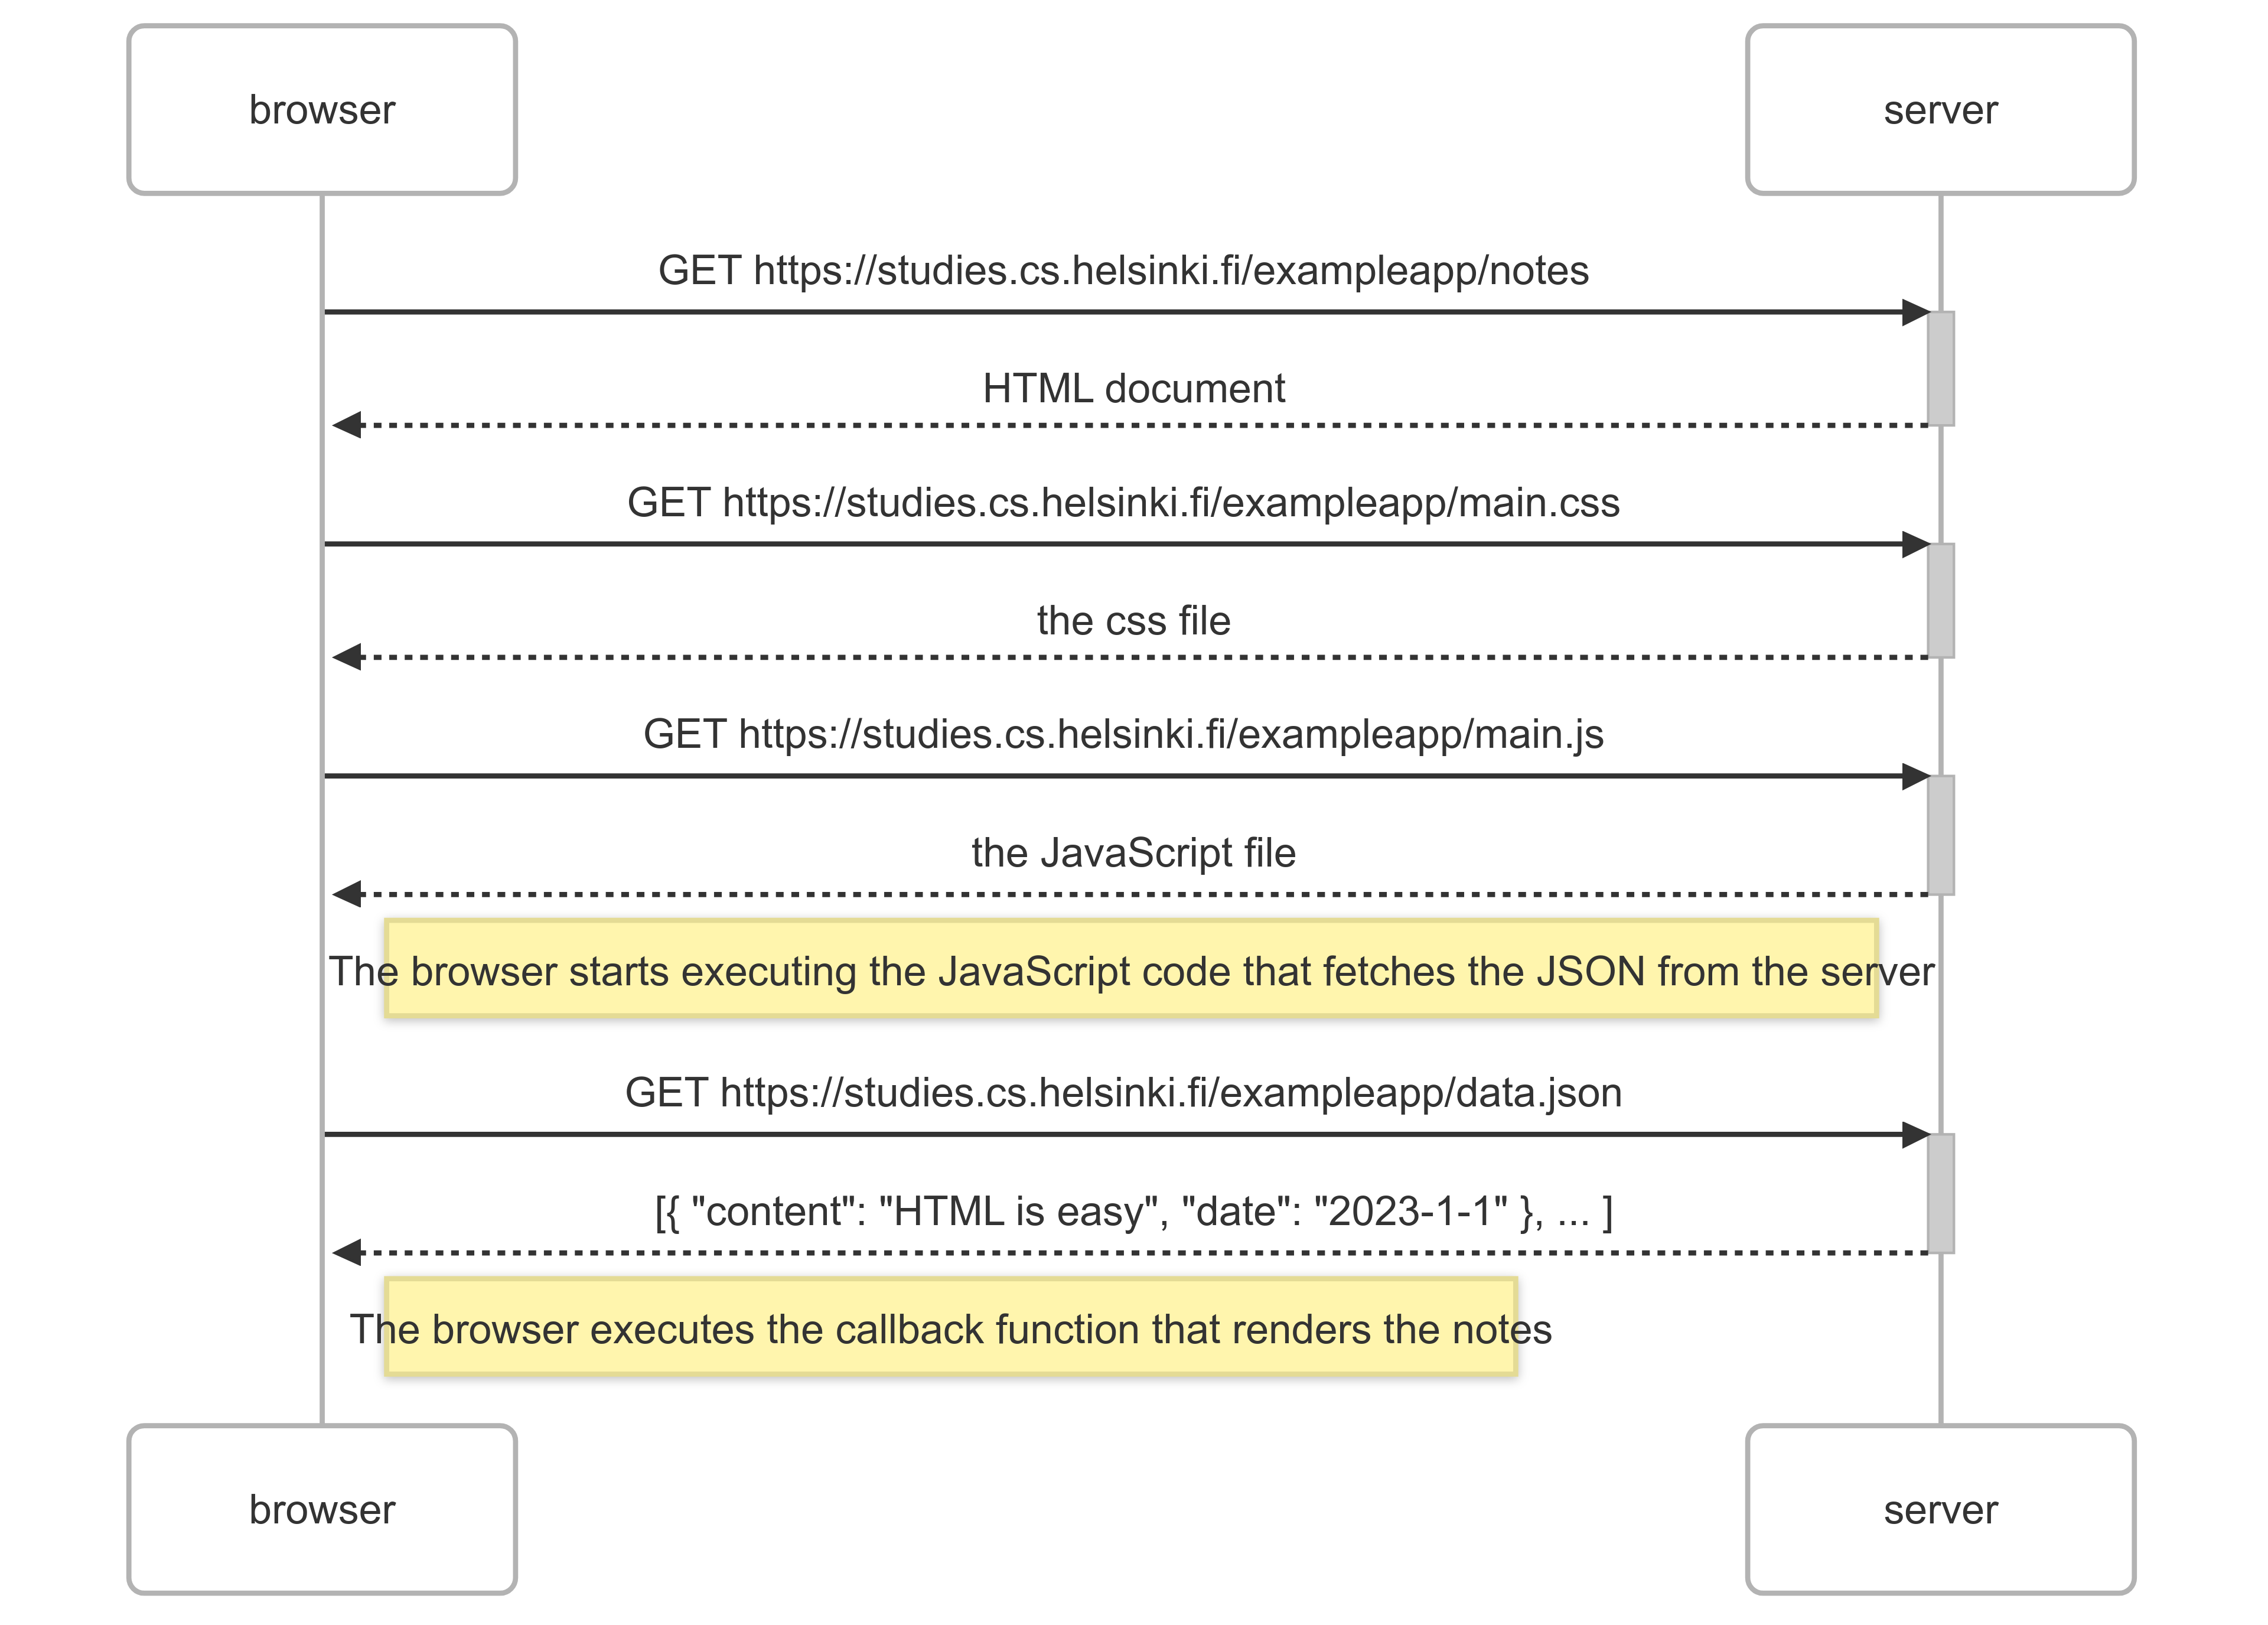 browser
server
GET https://studies.cs.helsinki.fi/exampleapp/notes
HTML document
GET https://studies.cs.helsinki.fi/exampleapp/main.css
the css file
GET https://studies.cs.helsinki.fi/exampleapp/main.js
the JavaScript file
The browser starts executing the JavaScript code that fetches the JSON from the server
GET https://studies.cs.helsinki.fi/exampleapp/data.json
[{ "content": "HTML is easy", "date": "2023-1-1" }, ... ]
The browser executes the callback function that renders the notes
browser
server